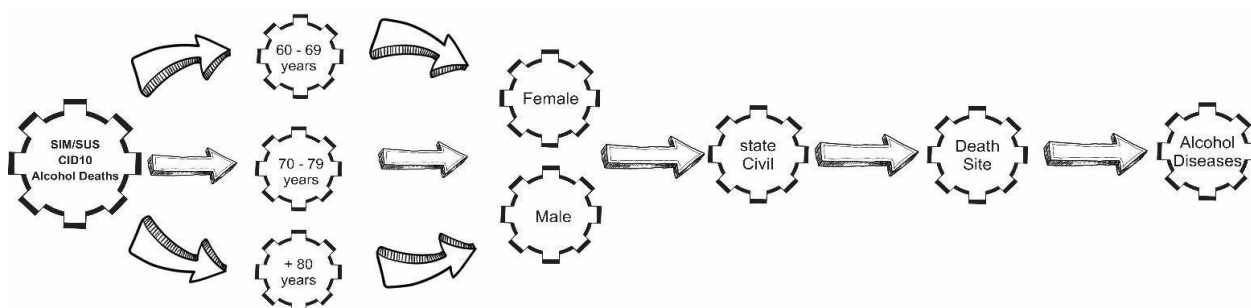 SIM/SUS
CID10
Alcohol Deaths
60 - 69
years
70 - 79
years
+ 80
years
Female
Male
state
Civil
Death
Site
Alcohol
Diseases